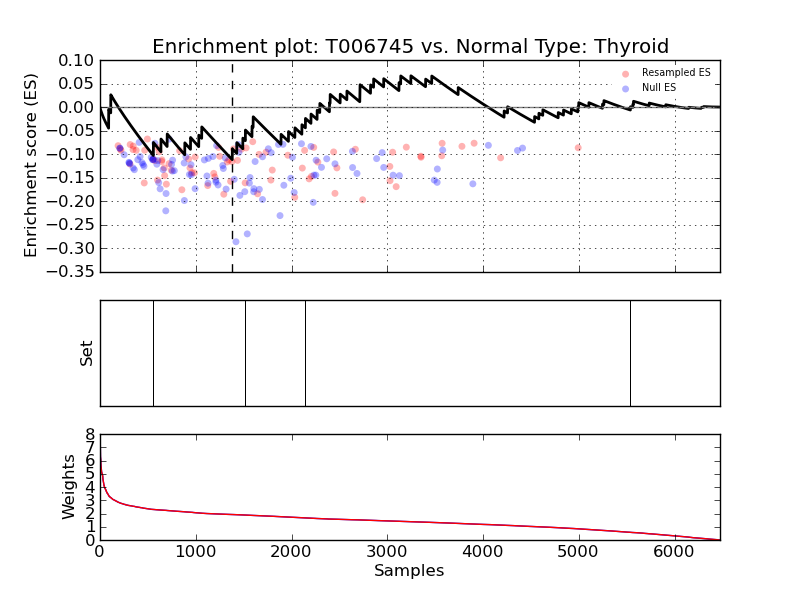 Enrichment plot: T006745 vs. Normal Type: Thyroid
Enrichment score (ES)
0.10
0.05
0.00
−0.05
−0.10
−0.15
−0.20
−0.25
−0.30
−0.35
Resampled ES
Null ES
Set
Weights
8
7
6
5
4
3
2
1
0
0 1000 2000 3000 4000 5000 6000
Samples